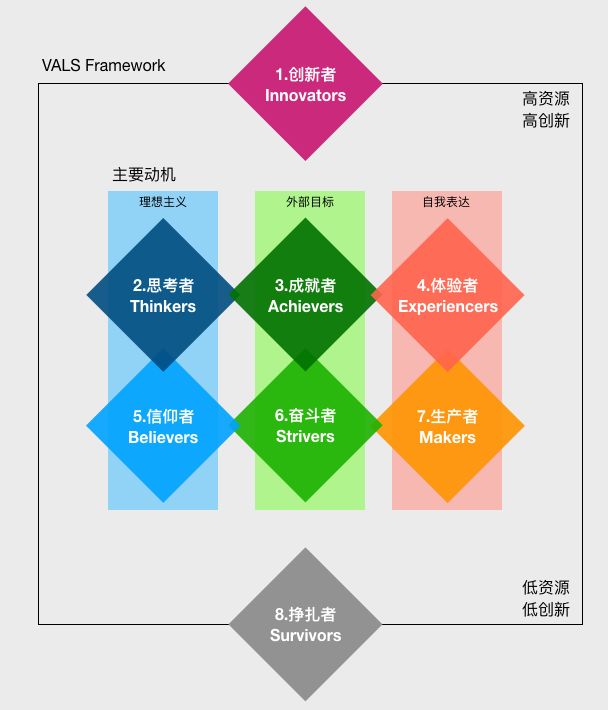 VALS Framework
1.创新者
Innovators
高资源
高创新
主要动机
理想主义
外部目标
自我表达
2.思考者
Thinkers
3.成就者
Achievers
4.体验者
Experiencers
5.信仰者
Believers
6.奋斗者
Strivers
7.生产者
Makers
低资源
低创新
8.挣扎者
Survivors